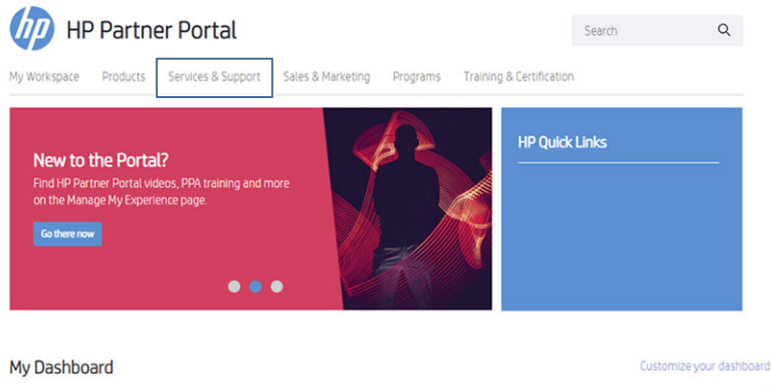 hp HP Partner Portal
Search
My Workspace Products Services & Support Sales & Marketing Programs Training & Certification
New to the Portal?
Find HP Partner Portal videos, PPA training and more
on the Manage My Experience page.
Go there now
HP Quick Links
My Dashboard
Customize your dashboard